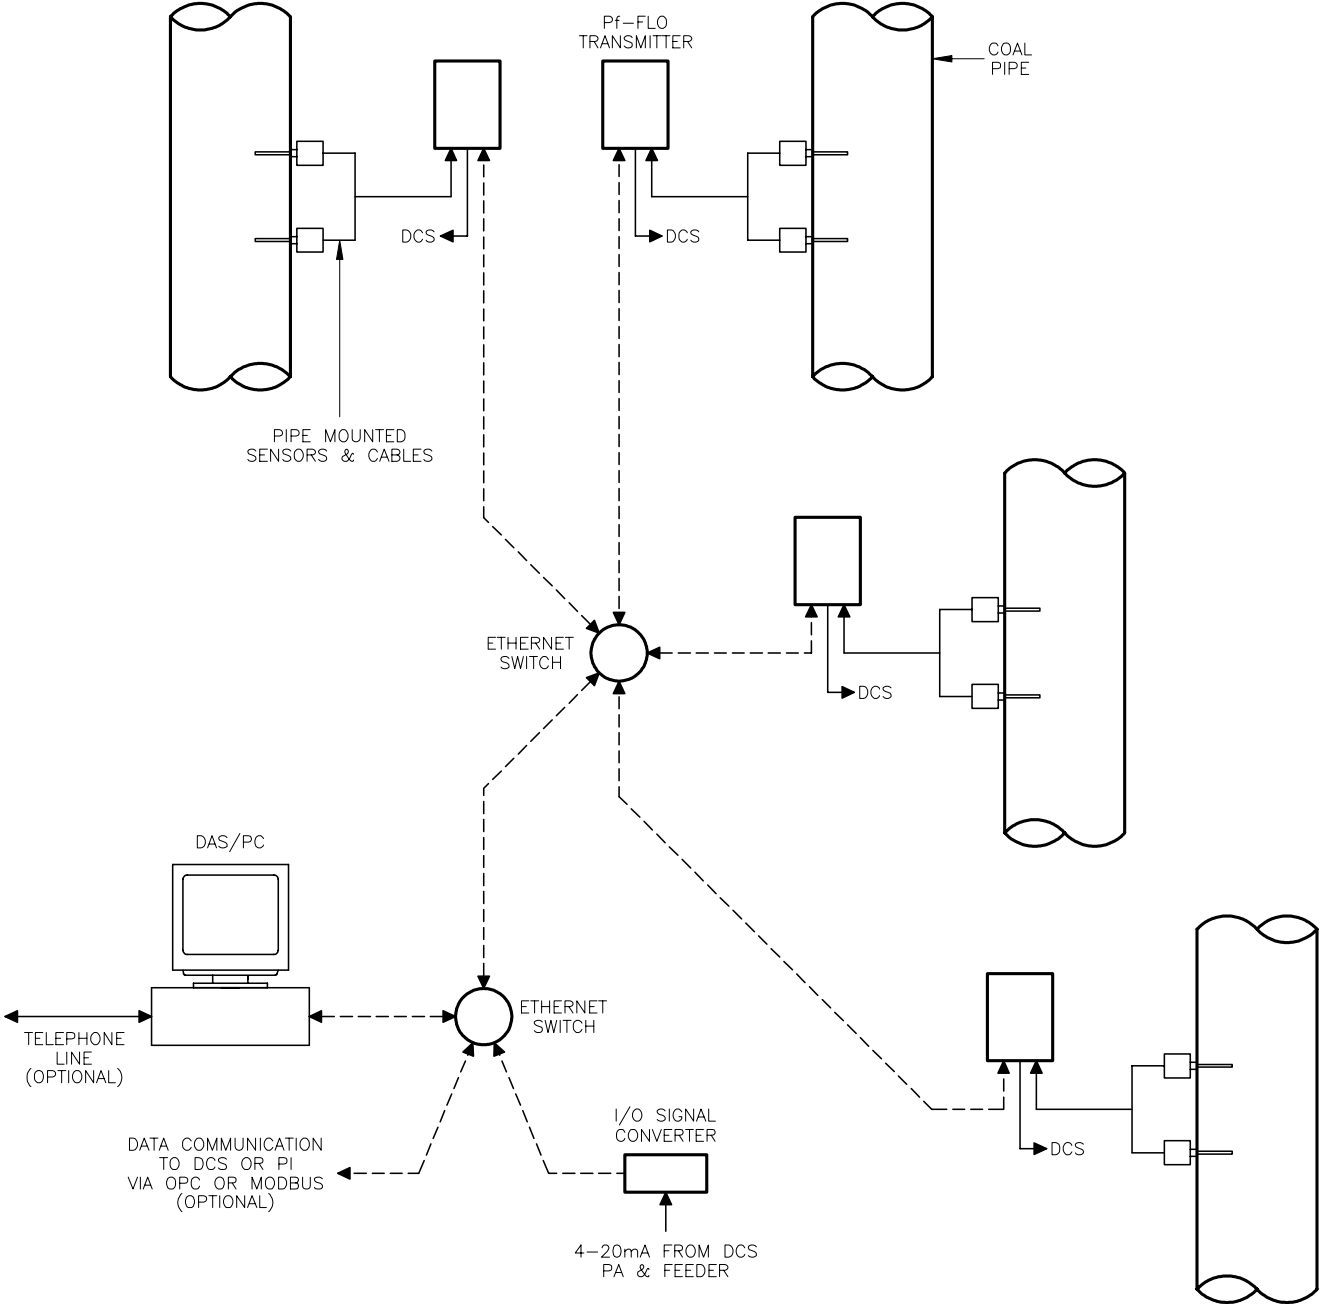 Pf-FLO
TRANSMITTER
COAL
PIPE
DCS
DCS
PIPE MOUNTED
SENSORS & CABLES
ETHERNET
SWITCH
DCS
DAS/PC
ETHERNET
SWITCH
TELEPHONE
LINE
(OPTIONAL)
I/O SIGNAL
CONVERTER
DATA COMMUNICATION
TO DCS OR PI
VIA OPC OR MODBUS
(OPTIONAL)
DCS
4-20mA FROM DCS
PA & FEEDER